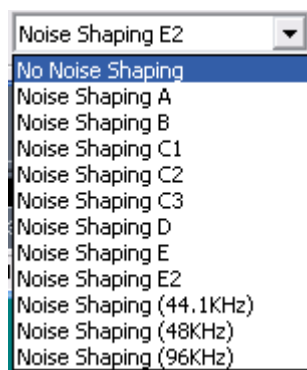 Noise Shaping E2
No Noise Shaping
Noise Shaping A
Noise Shaping B
Noise Shaping C1
Noise Shaping C2
Noise Shaping C3
Noise Shaping D
Noise Shaping E
Noise Shaping E2
Noise Shaping (44.1KHz)
Noise Shaping (48KHz)
Noise Shaping (96KHz)